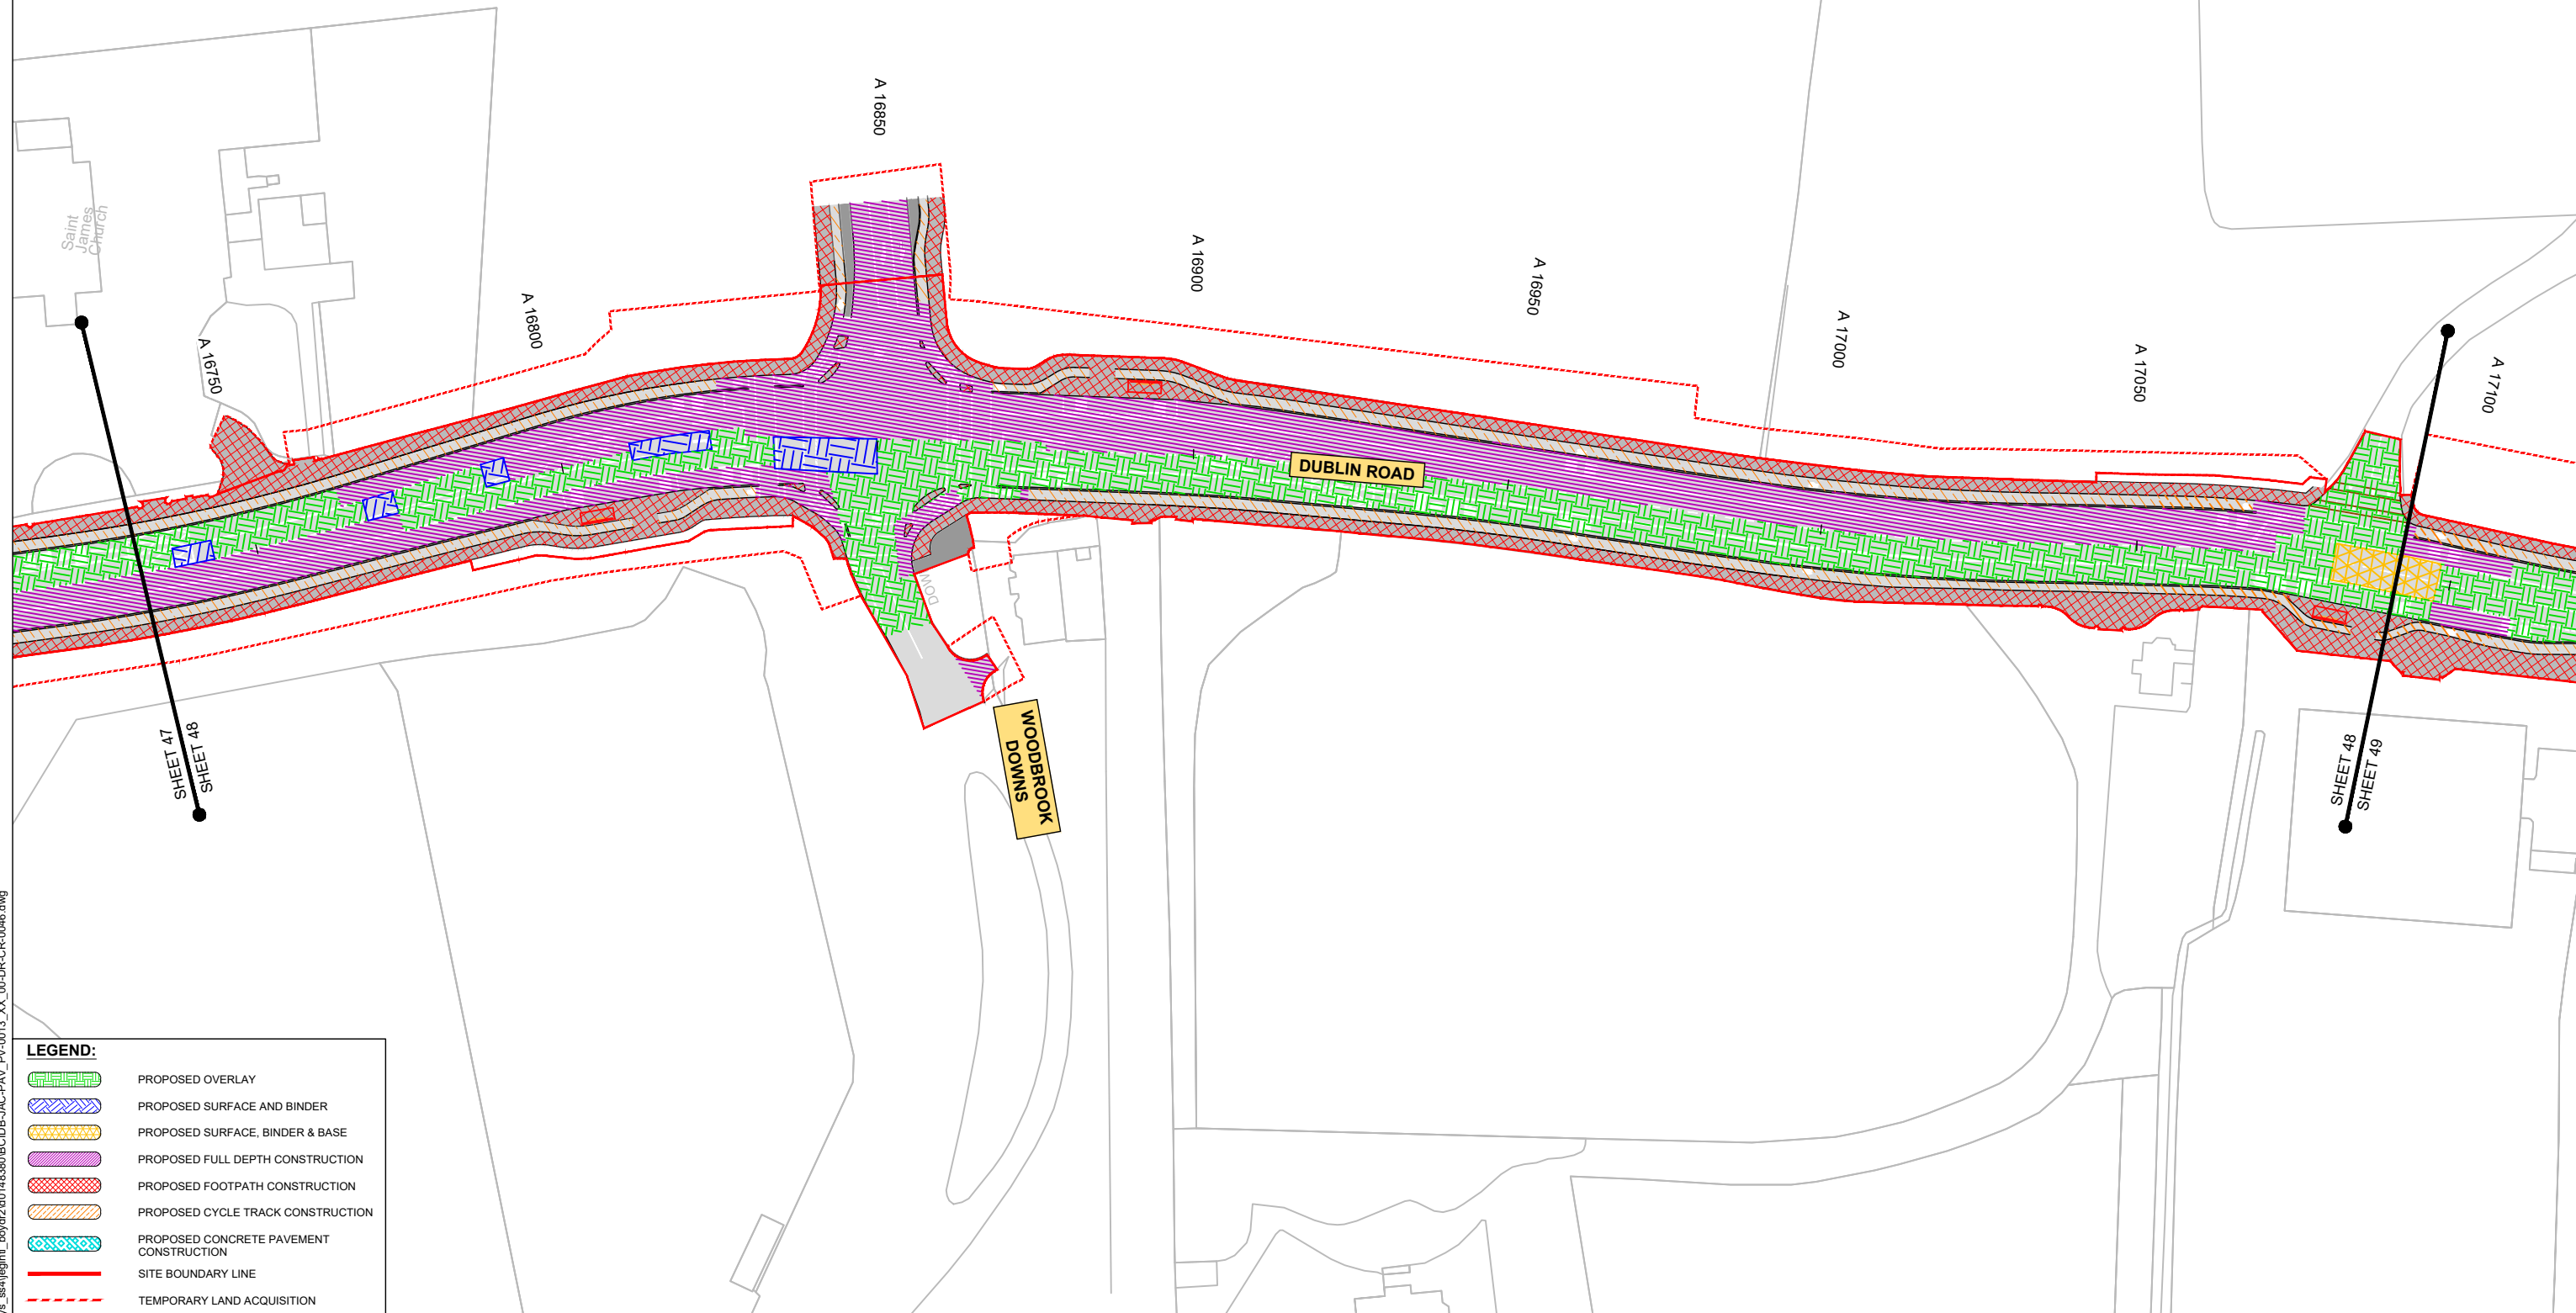 A 16850
Saint
James
Church
A 16750
A 16800
A 16900
A 16950
A 17000
A 17050
A 17100
DUBLIN ROAD
DOW
WOODBROOK
DOWNS
SHEET 47
SHEET 48
SHEET 48
SHEET 49
LEGEND:
PROPOSED OVERLAY
PROPOSED SURFACE AND BINDER
PROPOSED SURFACE, BINDER & BASE
PROPOSED FULL DEPTH CONSTRUCTION
PROPOSED FOOTPATH CONSTRUCTION
PROPOSED CYCLE TRACK CONSTRUCTION
PROPOSED CONCRETE PAVEMENT
CONSTRUCTION
SITE BOUNDARY LINE
TEMPORARY LAND ACQUISITION